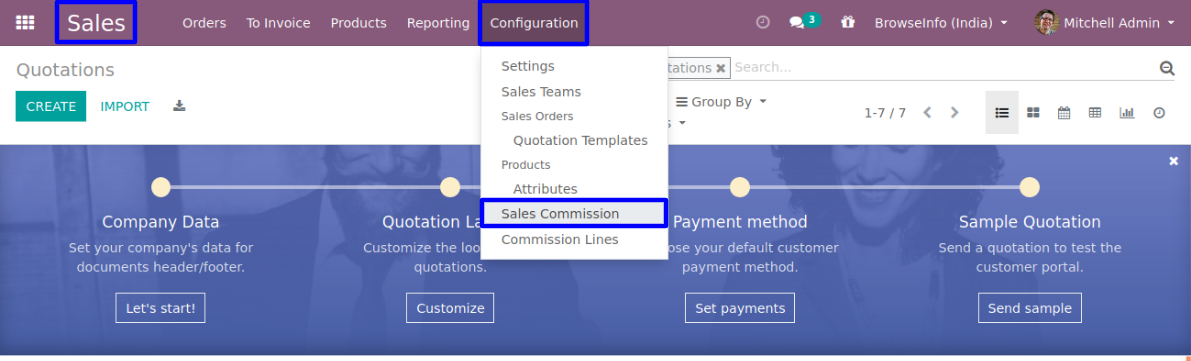 Sales Orders To Invoice Products Reporting Configuration 3 BrowseInfo (India) Mitchell Admin
Quotations
tations × Search...
CREATE IMPORT
Group By
1-7 / 7
Settings
Sales Teams
Sales Orders
Quotation Templates
Products
Attributes
Sales Commission
Commission Lines
Company Data
Set your company's data for
documents header/footer.
Let's start!
Quotation La
Customize the loo
quotations.
Customize
Payment method
ose your default customer
payment method.
Set payments
Sample Quotation
Send a quotation to test the
customer portal.
Send sample